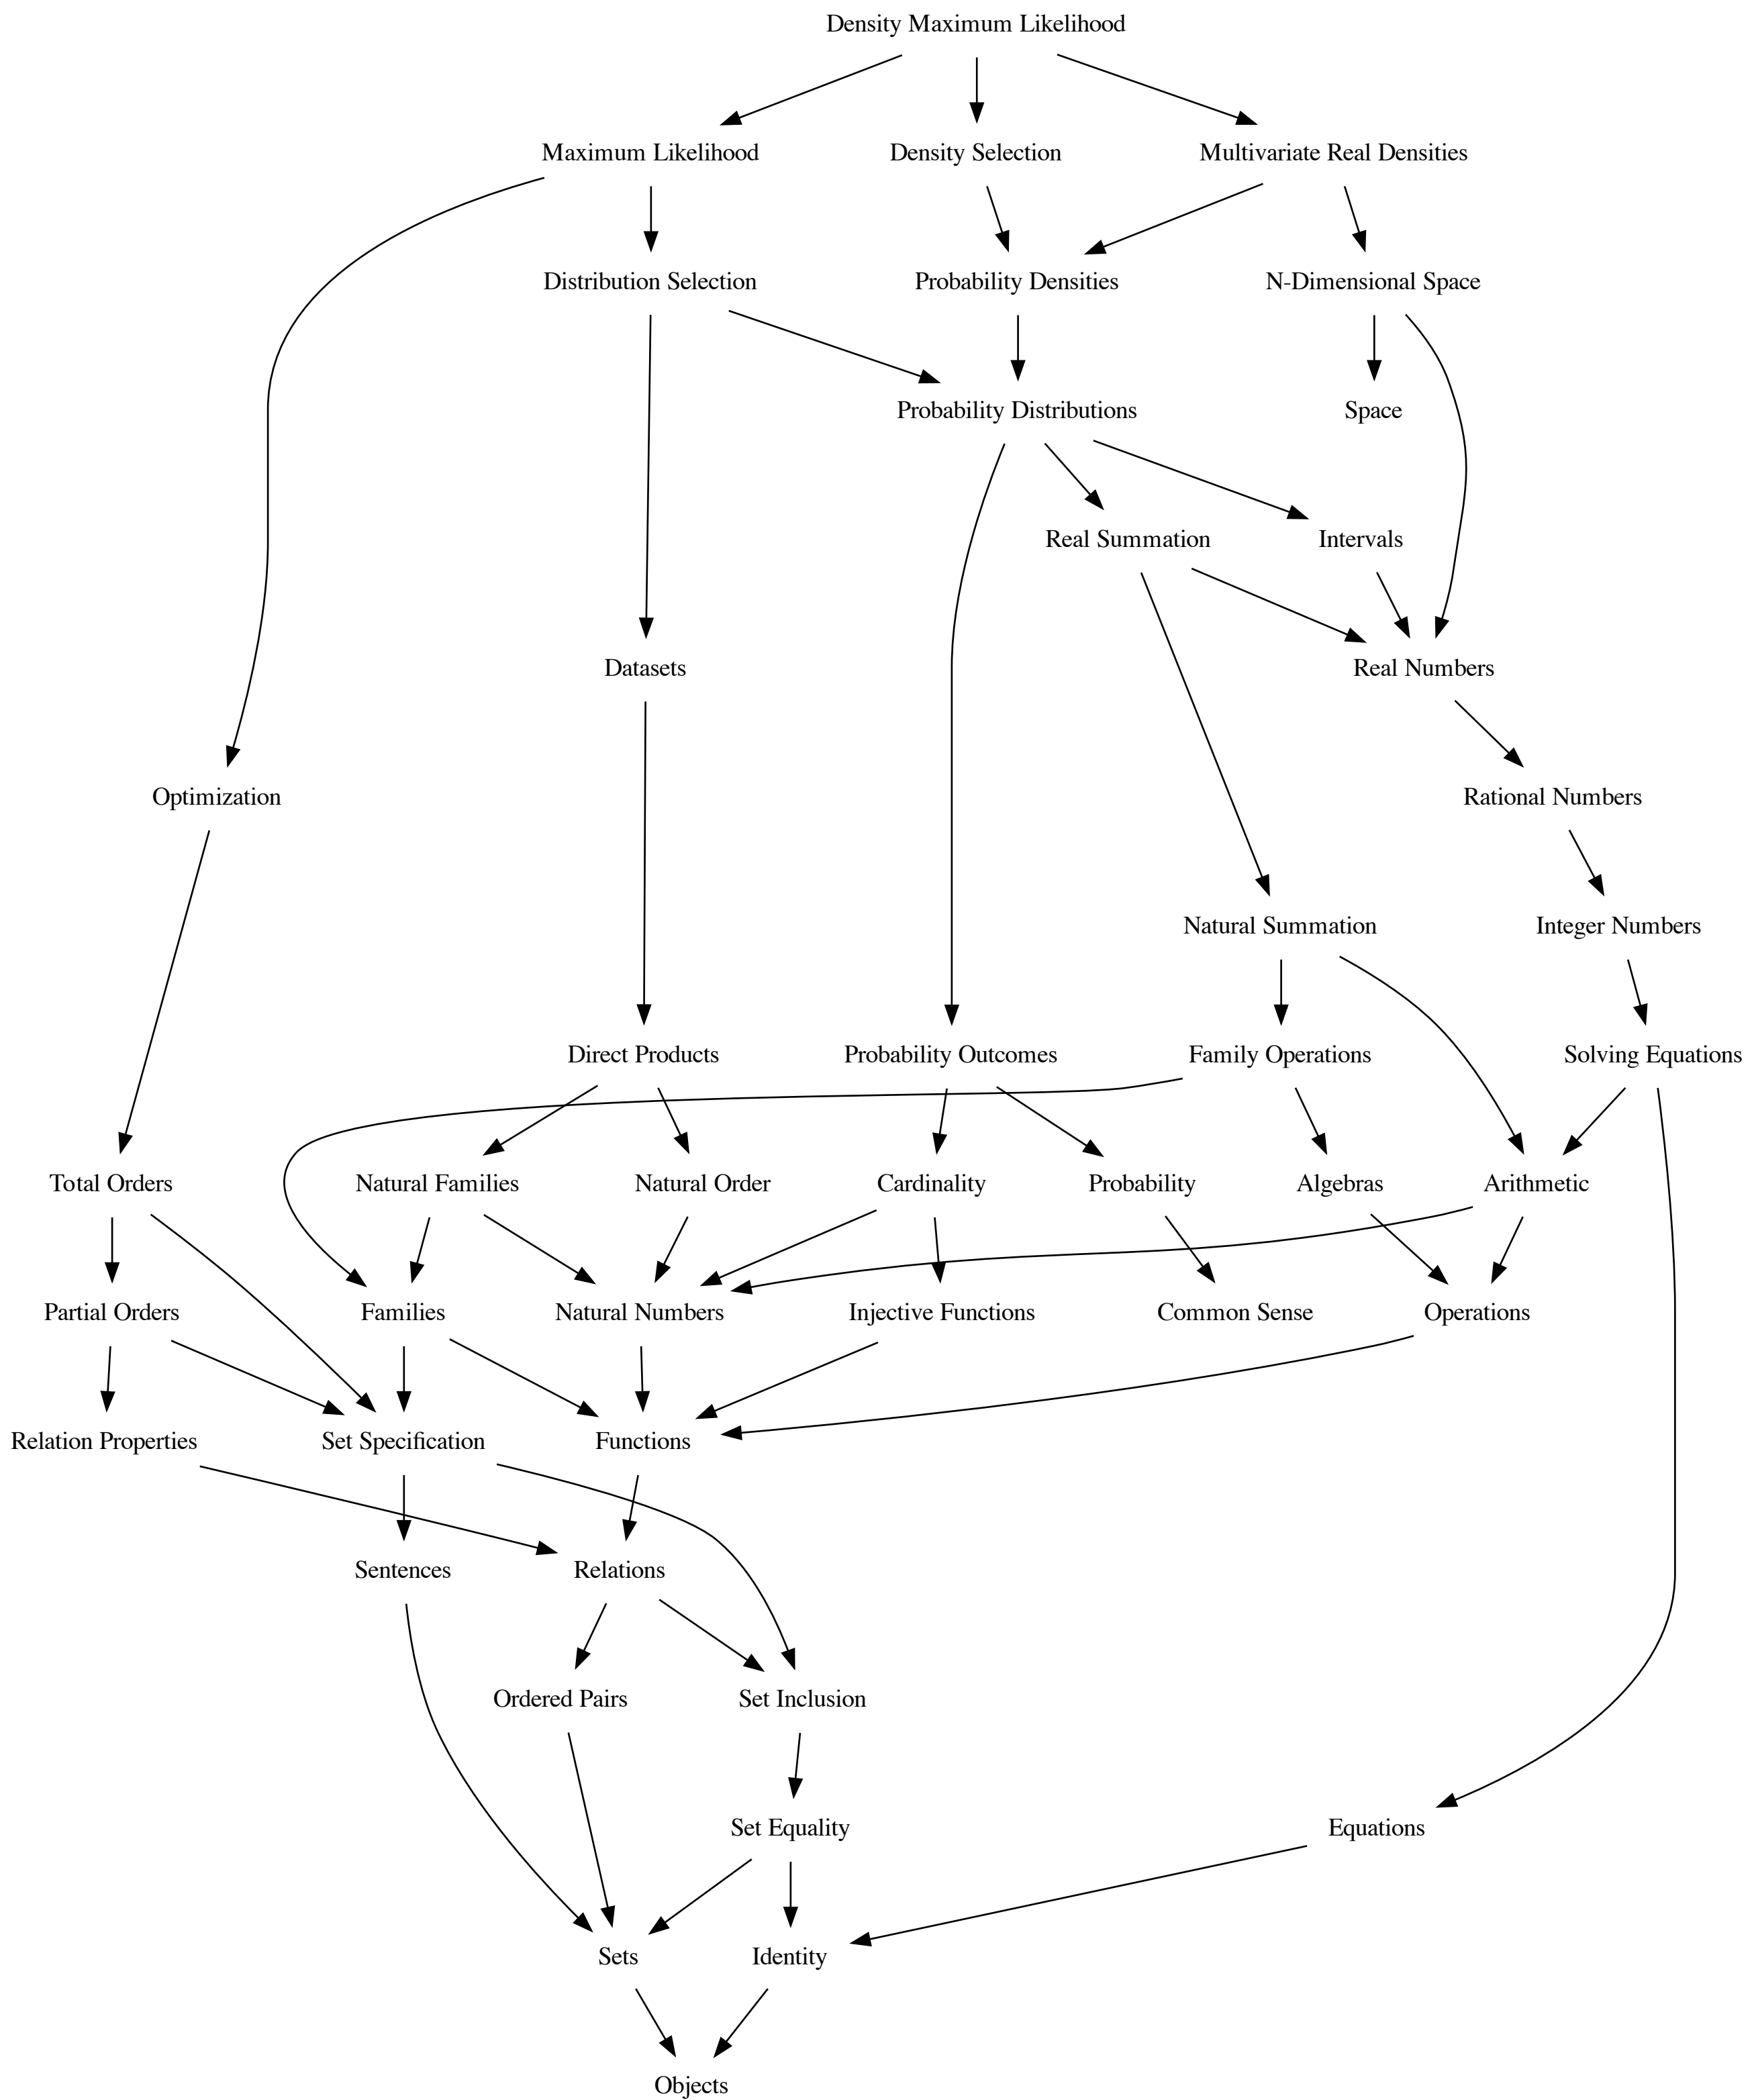 Density Maximum Likelihood
Maximum Likelihood
Density Selection
Multivariate Real Densities
Distribution Selection
Probability Densities
N-Dimensional Space
Probability Distributions
Space
Real Summation
Intervals
Datasets
Real Numbers
Optimization
Rational Numbers
Natural Summation
Integer Numbers
Direct Products
Probability Outcomes
Family Operations
Solving Equations
Total Orders
Natural Families
Natural Order
Cardinality
Probability
Algebras
Arithmetic
Partial Orders
Families
Natural Numbers
Injective Functions
Common Sense
Operations
Relation Properties
Set Specification
Functions
Sentences
Relations
Ordered Pairs
Set Inclusion
Set Equality
Equations
Sets
Identity
Objects